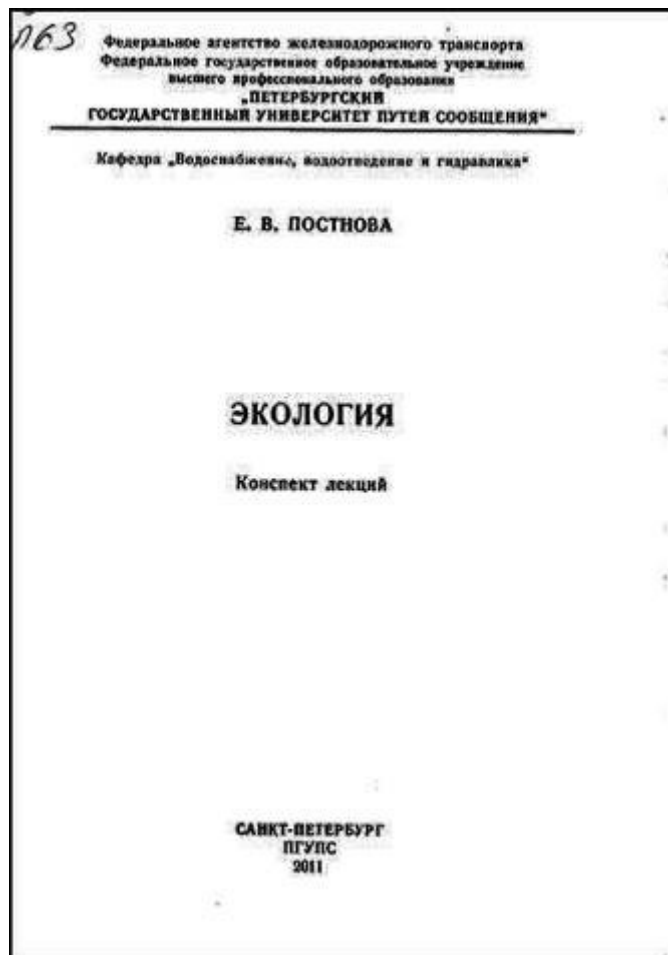 П63
Федеральное агентство железнодорожного транспорта
Федеральное государственное образовательное учреждение
высшего профессионального образования
„ПЕТЕРБУРГСКИЙ
ГОСУДАРСТВЕННЫЙ УНИВЕРСИТЕТ ПУТЕЙ СООБЩЕНИЯ“
Кафедра „Водоснабжение, водоотведение и гидравлика“
Е. В. ПОСТНОВА
ЭКОЛОГИЯ
Конспект лекций
САНКТ-ПЕТЕРБУРГ
ПГУПС
2011